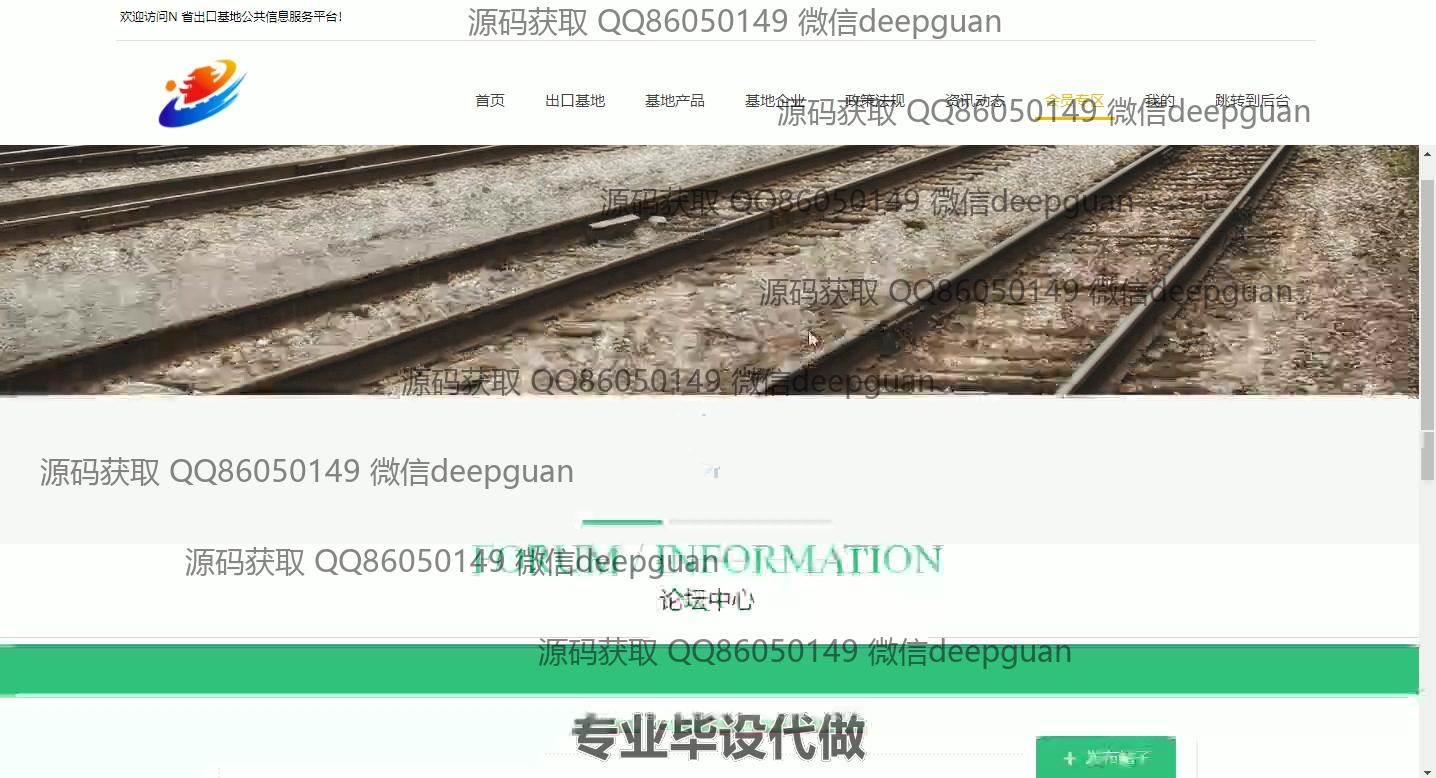 欢迎访问N 省出口基地公共信息服务平台!
源码获取 QQ86050149 微信deepguan
首页 出口基地 基地产品 基地企业 政策法规 资讯动态 会员专区 我的 跳转到后台
源码获取 QQ86050149 微信deepguan
源码获取 QQ86050149 微信deepguan
源码获取 QQ86050149 微信deepguan
源码获取 QQ86050149 微信deepguan
源码获取 QQ86050149 微信deepguan
FORUM / INFORMATION
源码获取 QQ86050149 微信deepguan
论坛中心
源码获取 QQ86050149 微信deepguan
专业毕设代做
+ 发布帖子